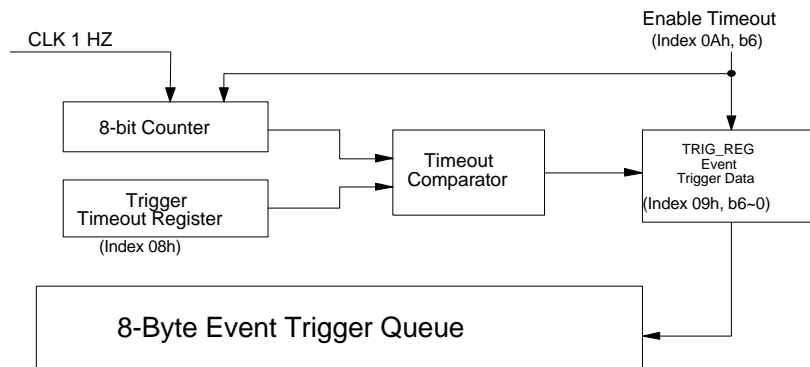 Enable Timeout
(Index 0Ah, b6)
CLK 1 HZ
8-bit Counter
Timeout
Comparator
TRIG_REG
Event
Trigger Data
(Index 09h, b6~0)
Trigger
Timeout Register
(Index 08h)
8-Byte Event Trigger Queue